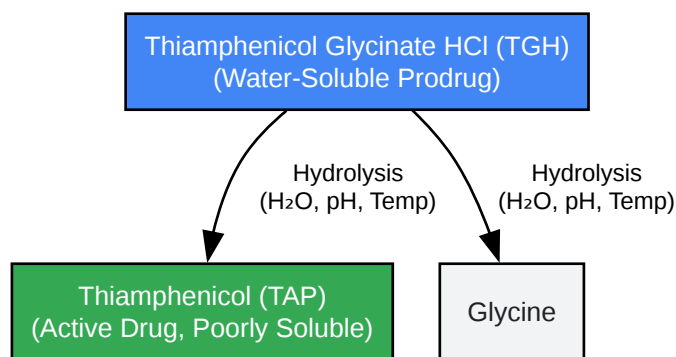 Thiamphenicol Glycinate HCl (TGH)
(Water-Soluble Prodrug)
Hydrolysis
(H₂O, pH, Temp)
Hydrolysis
(H₂O, pH, Temp)
Thiamphenicol (TAP)
(Active Drug, Poorly Soluble)
Glycine